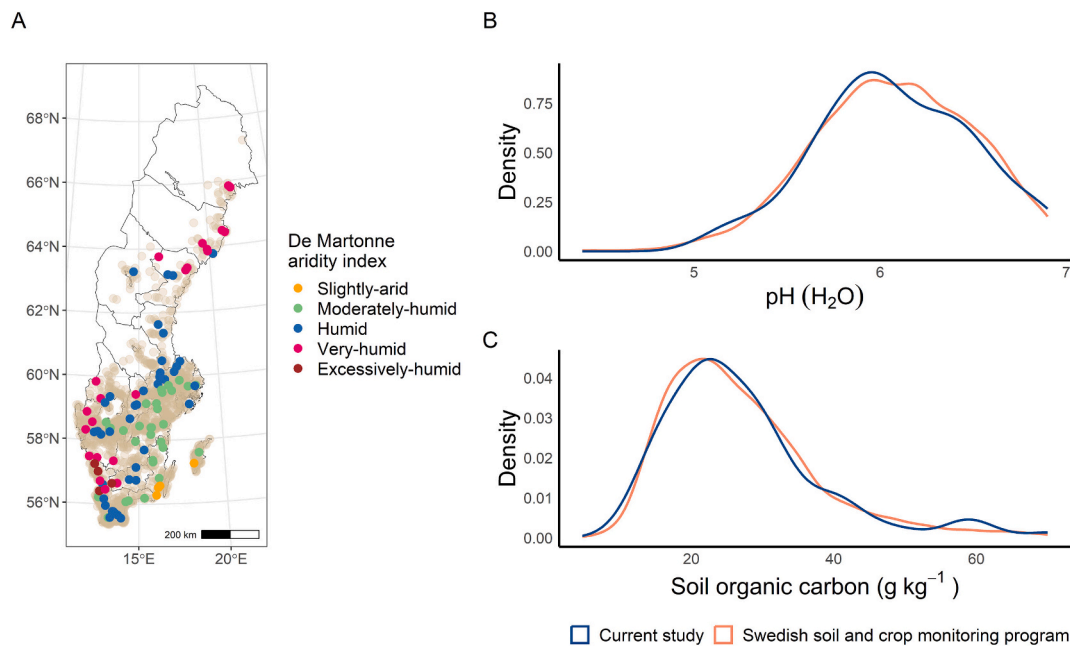 A
68°N
66°N
64°N
62°N
60°N
58°N
56°N
200 km
15°E
20°E
De Martonne
aridity index
Slightly-arid
Moderately-humid
Humid
Very-humid
Excessively-humid
B
Density
0.75
0.50
0.25
0.00
5
6
7
pH (H₂O)
C
Density
0.04
0.03
0.02
0.01
0.00
20
40
60
Soil organic carbon (g kg⁻¹)
Current study
Swedish soil and crop monitoring program